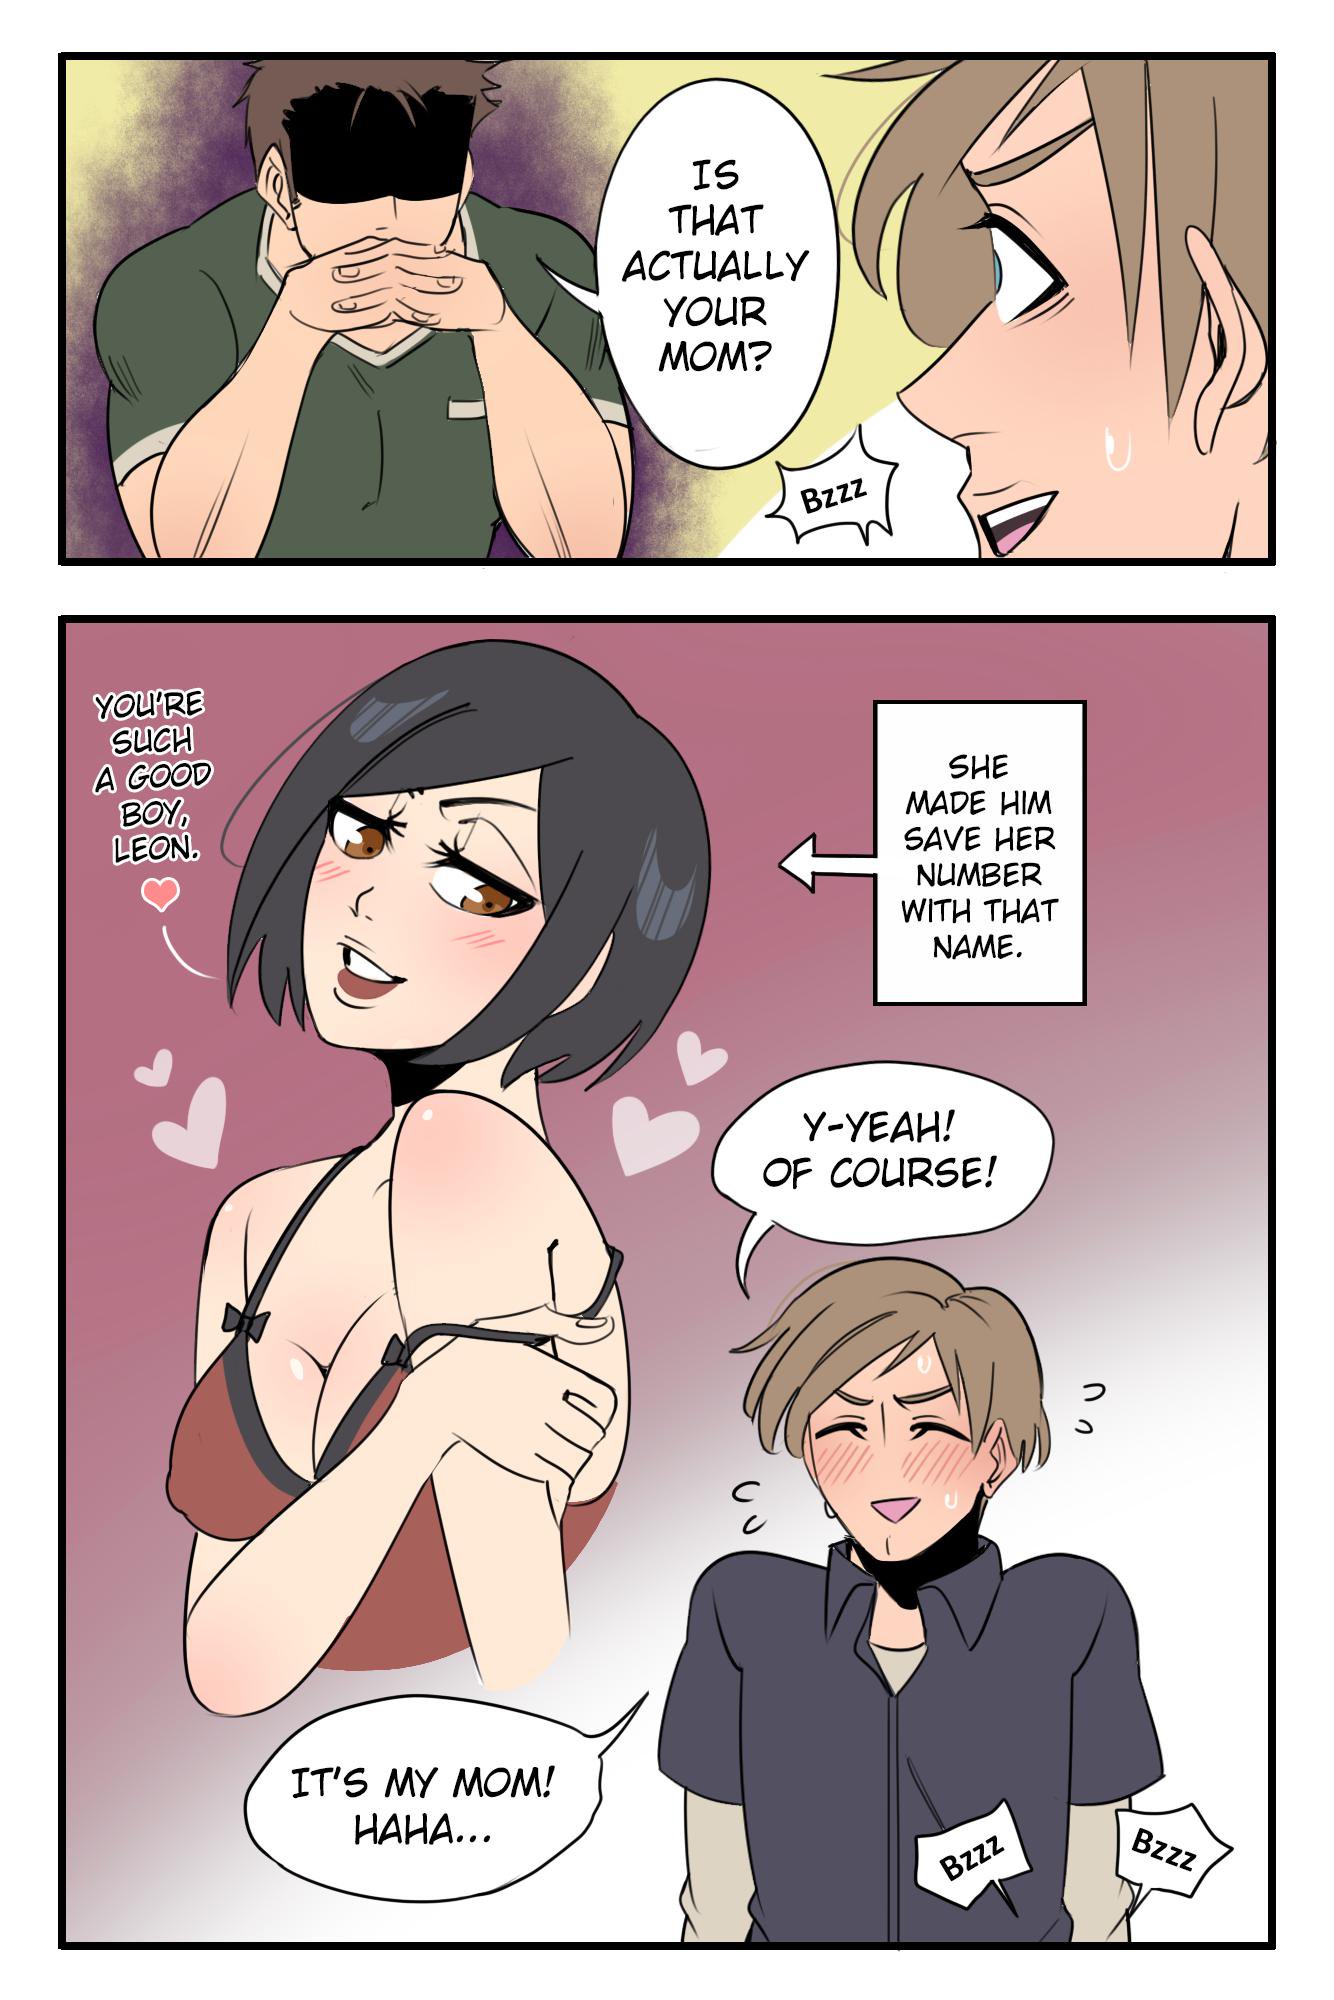 IS
THAT
ACTUALLY
YOUR
MOM?
Bzzz
YOU'RE
SUCH
A GOOD
BOY,
LEON.
SHE
MADE HIM
SAVE HER
NUMBER
WITH THAT
NAME.
Y-YEAH!
OF COURSE!
IT'S MY MOM!
HAHA...
Bzzz
Bzzz